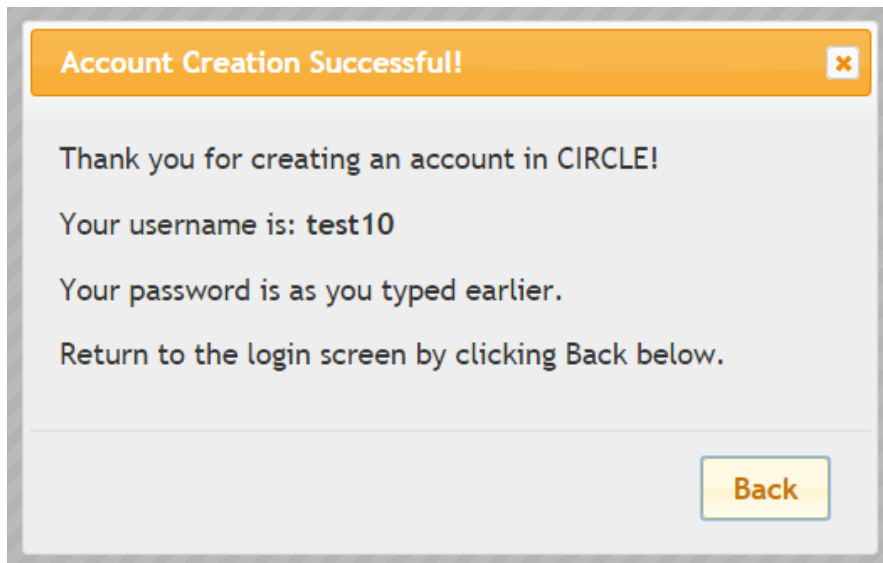 Account Creation Successful!
Thank you for creating an account in CIRCLE!
Your username is: test10
Your password is as you typed earlier.
Return to the login screen by clicking Back below.
Back